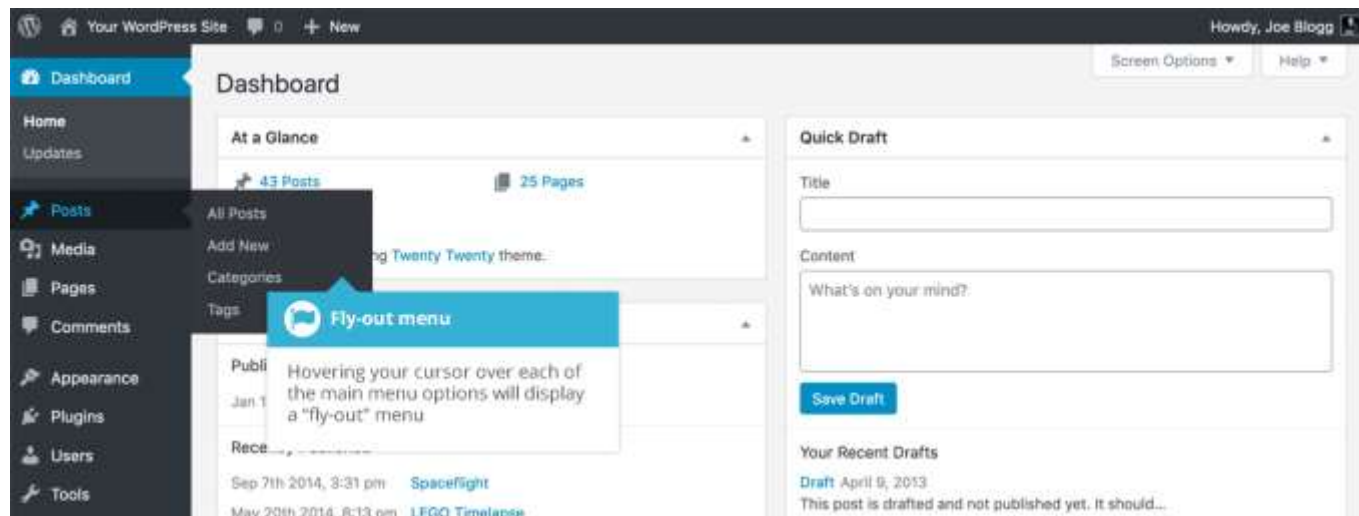 Your WordPress Site 0 + New
Howdy, Joe Blogg
Dashboard
Home
Updates
Posts
Media
Pages
Comments
Appearance
Plugins
Users
Tools
All Posts
Add New
Categories
Tags
Dashboard
Screen Options
Help
At a Glance
43 Posts
25 Pages
Twenty Twenty theme.
Fly-out menu
Hovering your cursor over each of
the main menu options will display
a "fly-out" menu
Sep 7th 2014, 8:31 pm Spaceflight
May 20th 2014, 8:13 pm LEGO Timelapse
Quick Draft
Title
Content
What's on your mind?
Save Draft
Your Recent Drafts
Draft April 9, 2013
This post is drafted and not published yet. It should...